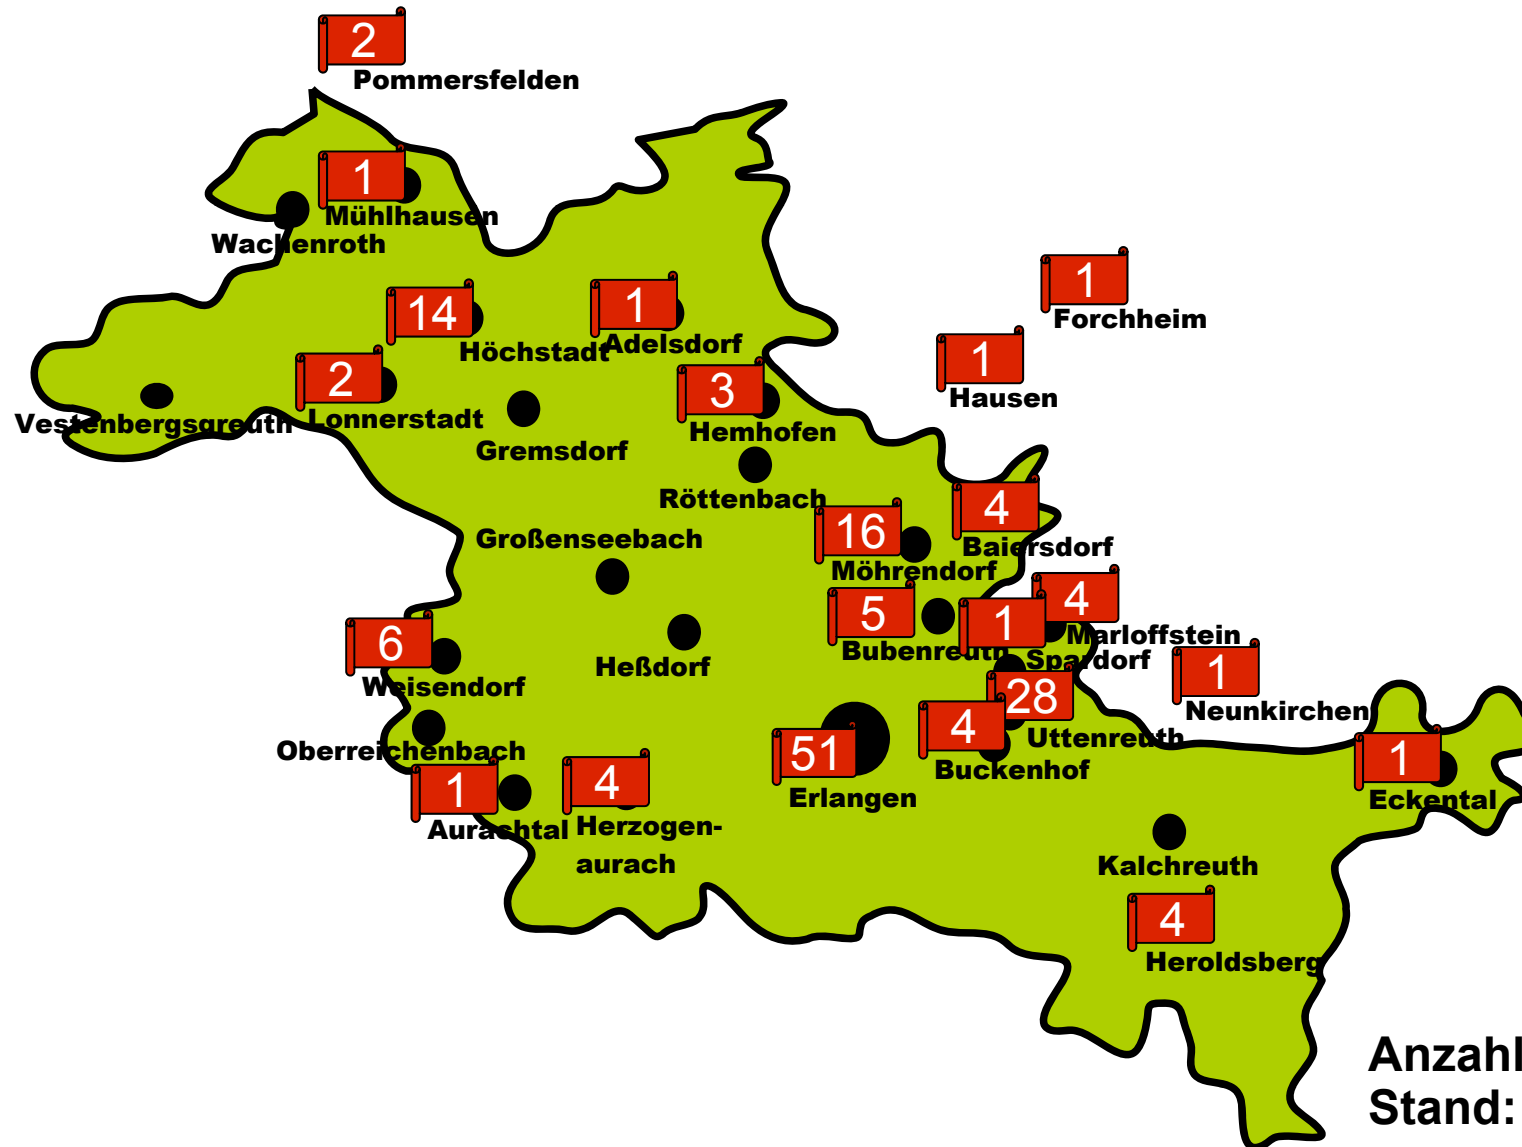 2
Pommersfelden
1
Mühlhausen
Wachenroth
14
Höchstadt
1
Adelsdorf
1
Forchheim
1
Hausen
2
Lonnerstadt
Vestenbergsgreuth
3
Hemhofen
Gremsdorf
Röttenbach
4
Baiersdorf
16
Möhrendorf
Großenseebach
5
Bubenreuth
4
Marloffstein
1
Spardorf
6
Weisendorf
Heßdorf
1
Neunkirchen
28
Uttenreuth
4
Buckenhof
Oberreichenbach
51
Erlangen
1
Eckental
1
Aurachtal
4
Herzogen-
aurach
Kalchreuth
4
Heroldsberg
Anzahl
Stand: